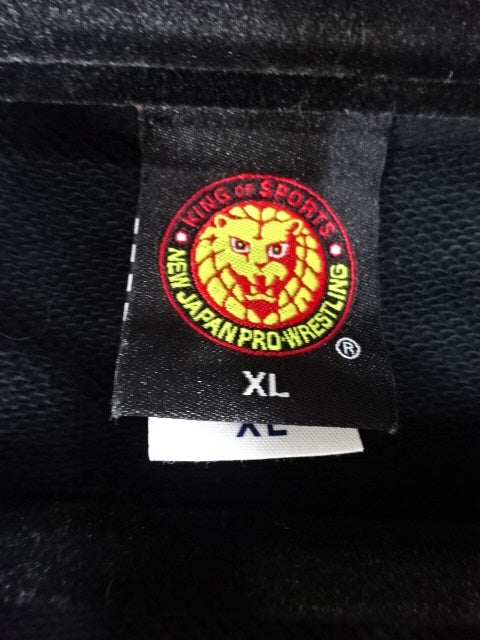 KING OF SPORTS
NEW JAPAN PRO-WRESTLING
®
XL
XL